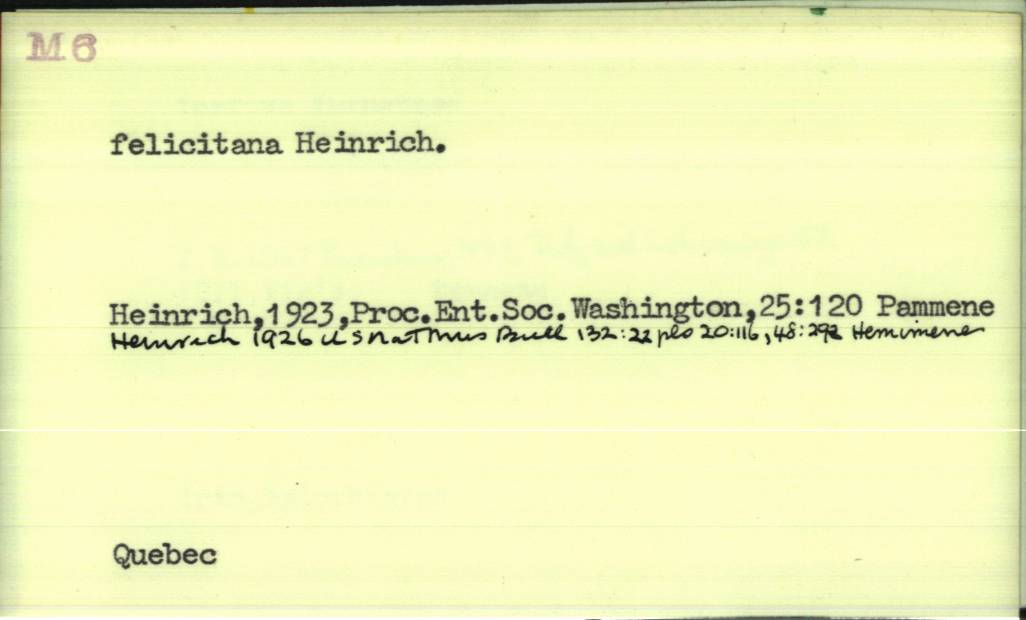 M6
felicitana Heinrich.
Heinrich,1923,Proc.Ent.Soc.Washington,25:120 Pammene
Heinrich 1926 U S Nat Mus Bull 132:22 pls 20:116, 48:292 Hemimene
Quebec